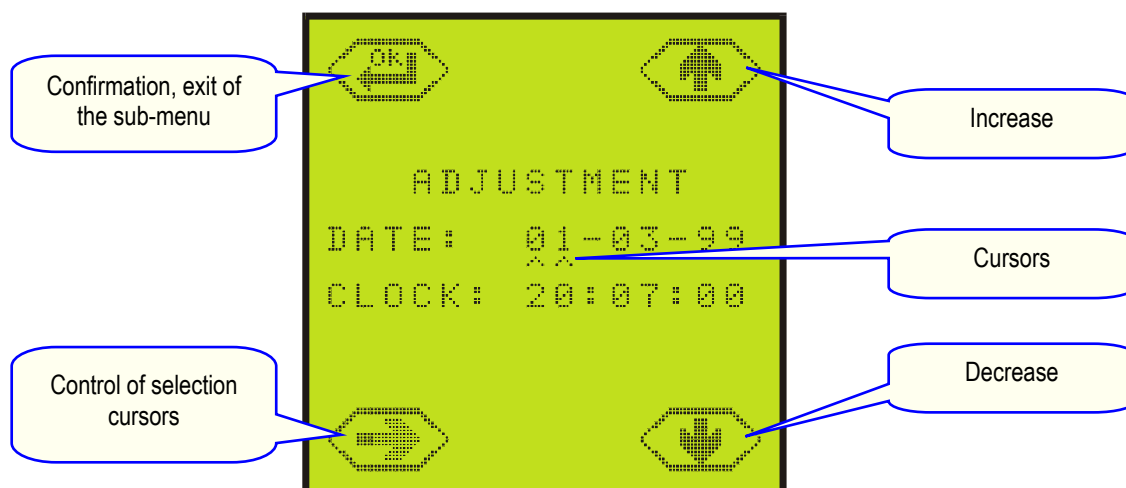 Ok
Confirmation, exit of
the sub-menu
Increase
ADJUSTMENT
DATE: 01-03-99
^^
Cursors
CLOCK: 20:07:00
Control of selection
cursors
Decrease